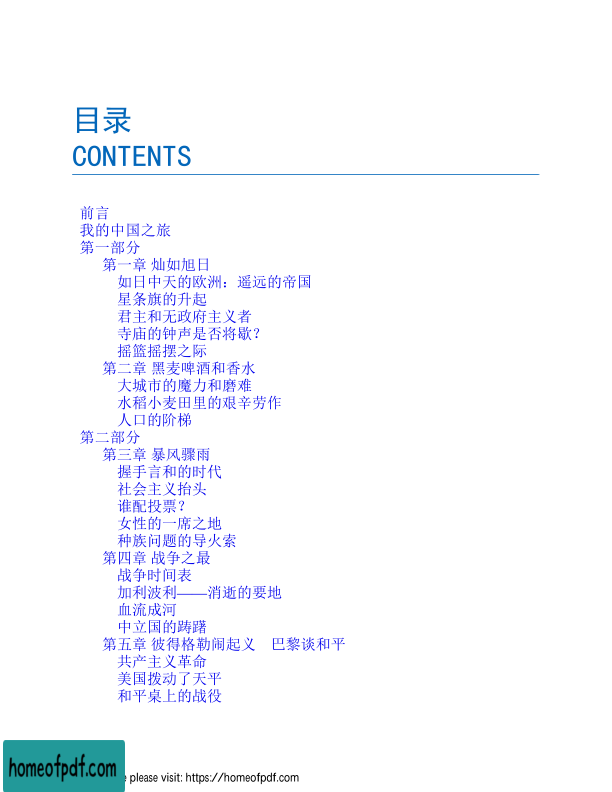 目录
CONTENTS
前言
我的中国之旅
第一部分
第一章 灿如旭日
如日中天的欧洲：遥远的帝国
星条旗的升起
君主和无政府主义者
寺庙的钟声是否将歇？
摇篮摇摆之际
第二章 黑麦啤酒和香水
大城市的魔力和磨难
水稻小麦田里的艰辛劳作
人口的阶梯
第二部分
第三章 暴风骤雨
握手言和的时代
社会主义抬头
谁配投票？
女性的一席之地
种族问题的导火索
第四章 战争之最
战争时间表
加利波利——消逝的要地
血流成河
中立国的踌躇
第五章 彼得格勒闹起义　巴黎谈和平
共产主义革命
美国拨动了天平
和平桌上的战役
homeofpdf.com
e please visit: https://homeofpdf.com